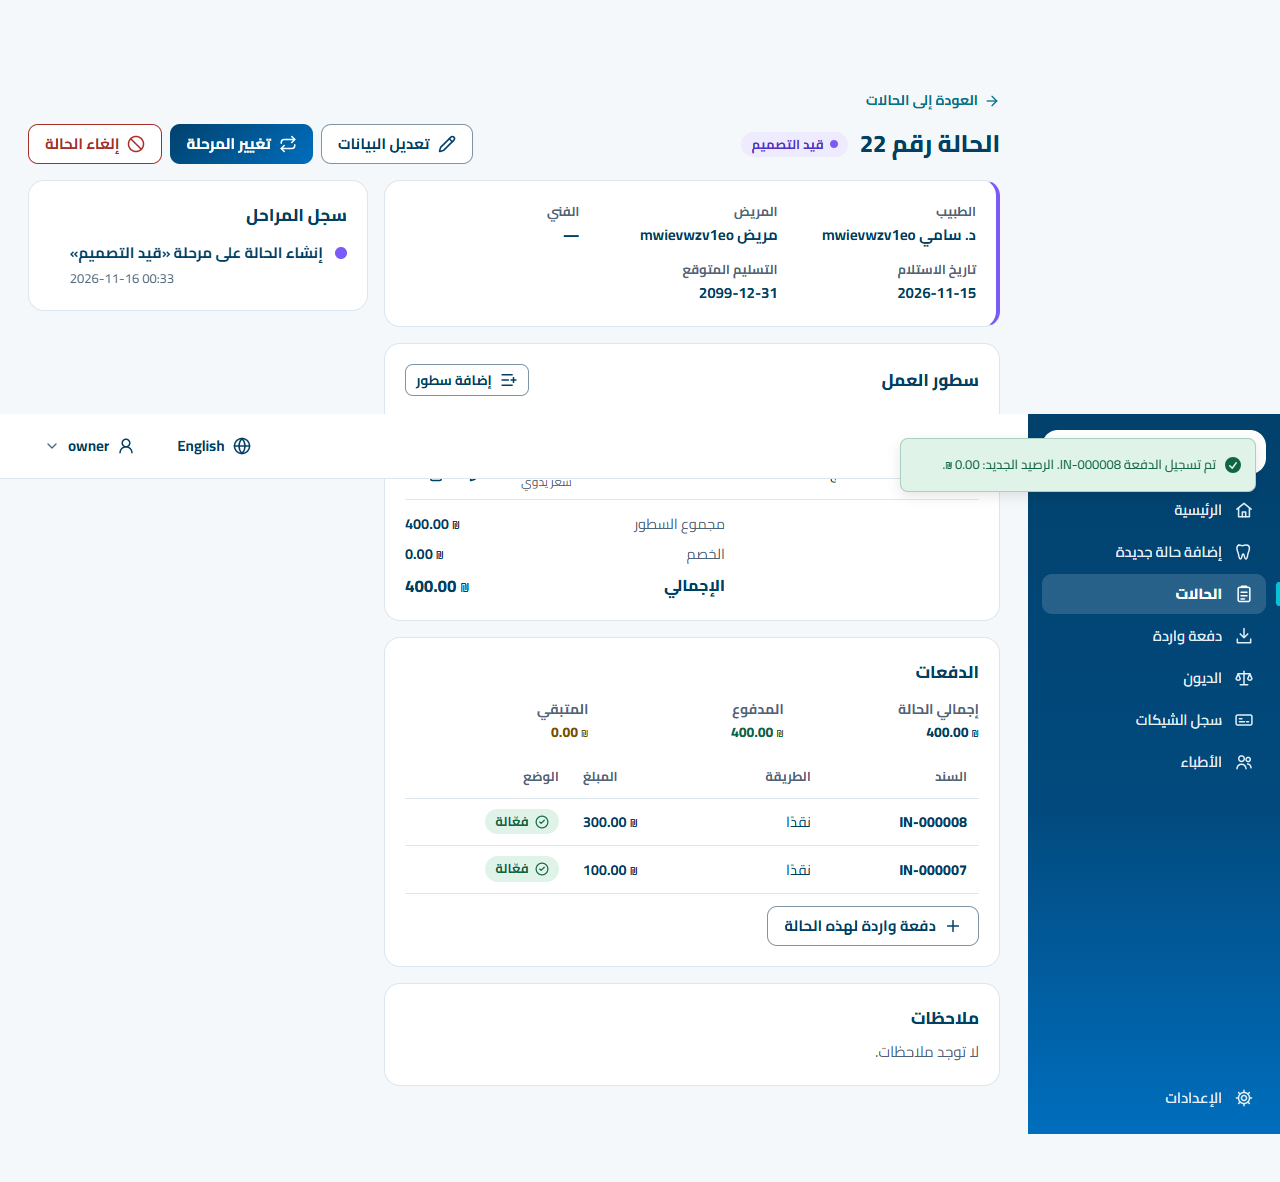 العودة إلى الحالات
الحالة رقم 22
قيد التصميم
تعديل البيانات
تغيير المرحلة
إلغاء الحالة
الطبيب
المريض
الفني
د. سامي mwievwzv1eo
مريض mwievwzv1eo
—
تاريخ الاستلام
التسليم المتوقع
2026-11-15
2099-12-31
سجل المراحل
إنشاء الحالة على مرحلة «قيد التصميم»
2026-11-16 00:33
سطور العمل
إضافة سطور
English
owner
تم تسجيل الدفعة IN-000008. الرصيد الجديد: 0.00 ₪.
سعر يدوي
مجموع السطور
400.00 ₪
الخصم
0.00 ₪
الإجمالي
400.00 ₪
الدفعات
إجمالي الحالة
المدفوع
المتبقي
400.00 ₪
400.00 ₪
0.00 ₪
السند
الطريقة
المبلغ
الوضع
IN-000008
نقدًا
300.00 ₪
فعّالة
IN-000007
نقدًا
100.00 ₪
فعّالة
دفعة واردة لهذه الحالة
ملاحظات
لا توجد ملاحظات.
الرئيسية
إضافة حالة جديدة
الحالات
دفعة واردة
الديون
سجل الشيكات
الأطباء
الإعدادات